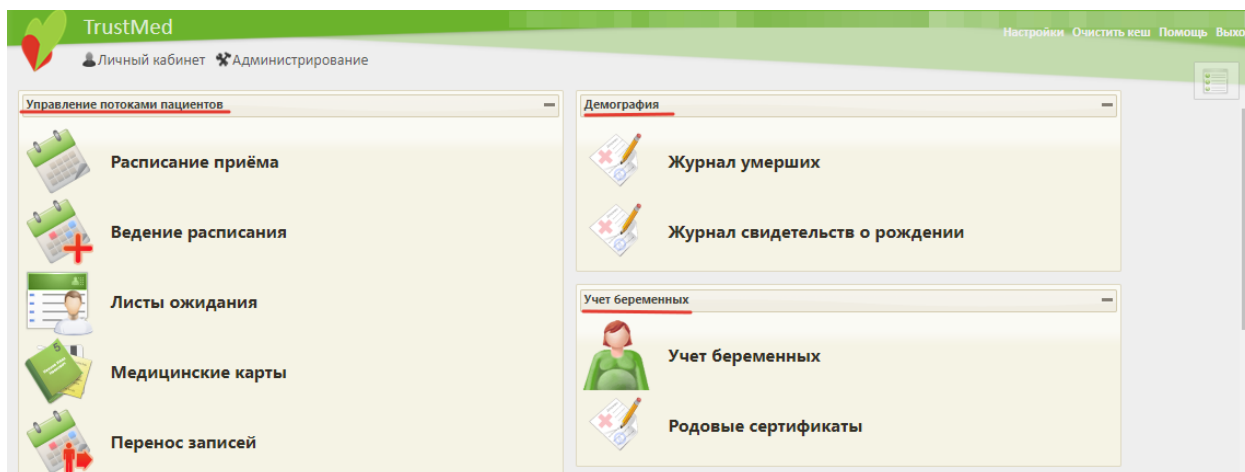 TrustMed
Настройки Очистить кеш Помощь
Личный кабинет Администрирование
Управление потоками пациентов
Расписание приёма
Ведение расписания
Листы ожидания
Медицинские карты
Перенос записей
Демография
Журнал умерших
Журнал свидетельств о рождении
Учет беременных
Учет беременных
Родовые сертификаты